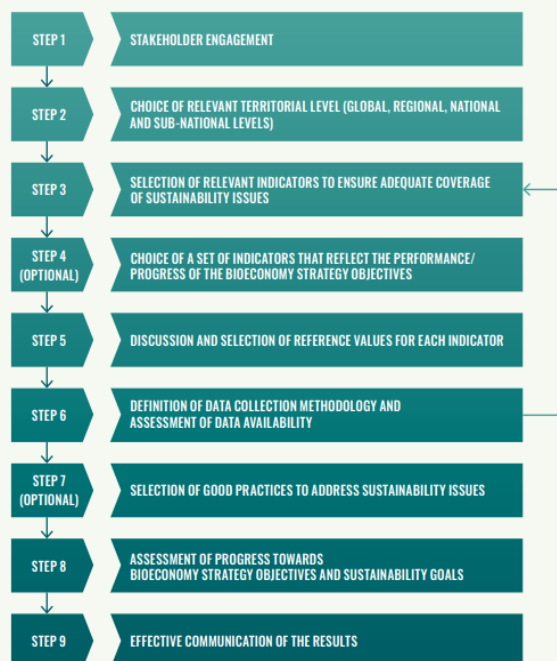 STEP 1
STAKEHOLDER ENGAGEMENT
STEP 2
CHOICE OF RELEVANT TERRITORIAL LEVEL (GLOBAL, REGIONAL, NATIONAL
AND SUB-NATIONAL LEVELS)
STEP 3
SELECTION OF RELEVANT INDICATORS TO ENSURE ADEQUATE COVERAGE
OF SUSTAINABILITY ISSUES
STEP 4
(OPTIONAL)
CHOICE OF A SET OF INDICATORS THAT REFLECT THE PERFORMANCE/
PROGRESS OF THE BIOECONOMY STRATEGY OBJECTIVES
STEP 5
DISCUSSION AND SELECTION OF REFERENCE VALUES FOR EACH INDICATOR
STEP 6
DEFINITION OF DATA COLLECTION METHODOLOGY AND
ASSESSMENT OF DATA AVAILABILITY
STEP 7
(OPTIONAL)
SELECTION OF GOOD PRACTICES TO ADDRESS SUSTAINABILITY ISSUES
STEP 8
ASSESSMENT OF PROGRESS TOWARDS
BIOECONOMY STRATEGY OBJECTIVES AND SUSTAINABILITY GOALS
STEP 9
EFFECTIVE COMMUNICATION OF THE RESULTS